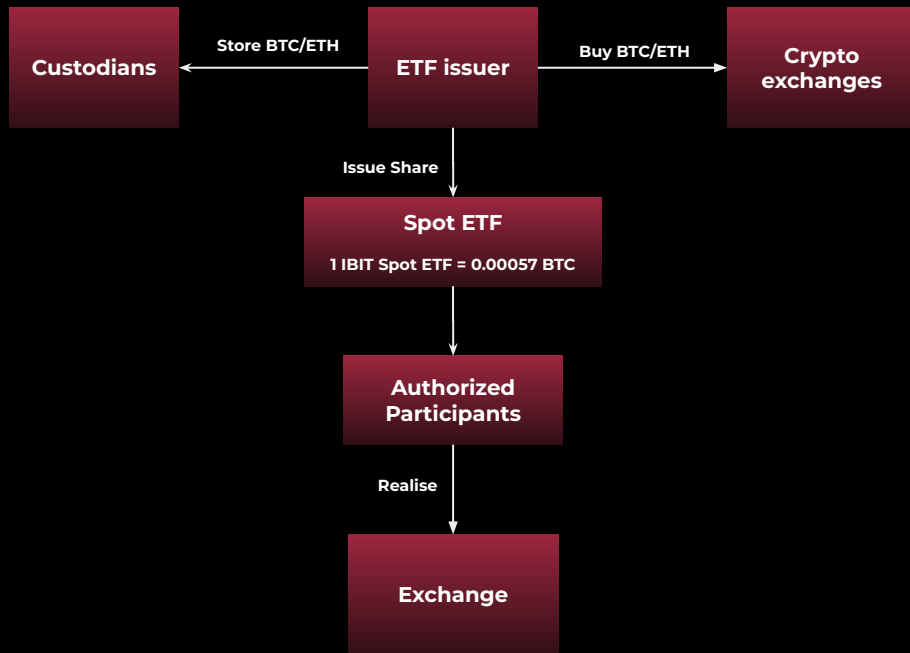 Custodians
Store BTC/ETH
ETF issuer
Buy BTC/ETH
Crypto
exchanges
Issue Share
Spot ETF
1 IBIT Spot ETF = 0.00057 BTC
Authorized
Participants
Realise
Exchange